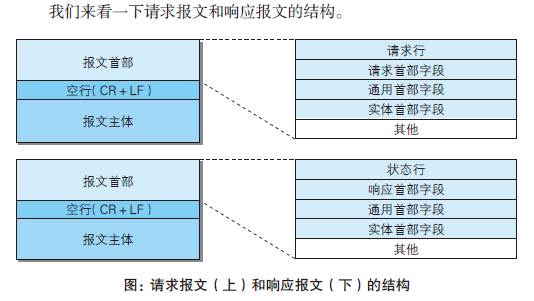 我们来看一下请求报文和响应报文的结构。
报文首部
空行(CR+LF)
报文主体
请求行
请求首部字段
通用首部字段
实体首部字段
其他
报文首部
空行(CR+LF)
报文主体
状态行
响应首部字段
通用首部字段
实体首部字段
其他
图：请求报文（上）和响应报文（下）的结构